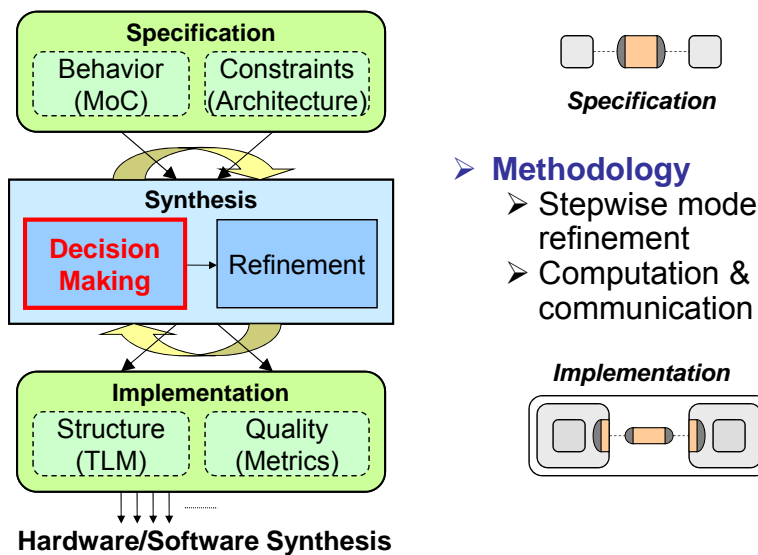 Specification
Behavior
(MoC)
Constraints
(Architecture)
Synthesis
Decision
Making
Refinement
Implementation
Structure
(TLM)
Quality
(Metrics)
Hardware/Software Synthesis
Specification
➢ Methodology
➢ Stepwise mode
refinement
➢ Computation &
communication
Implementation